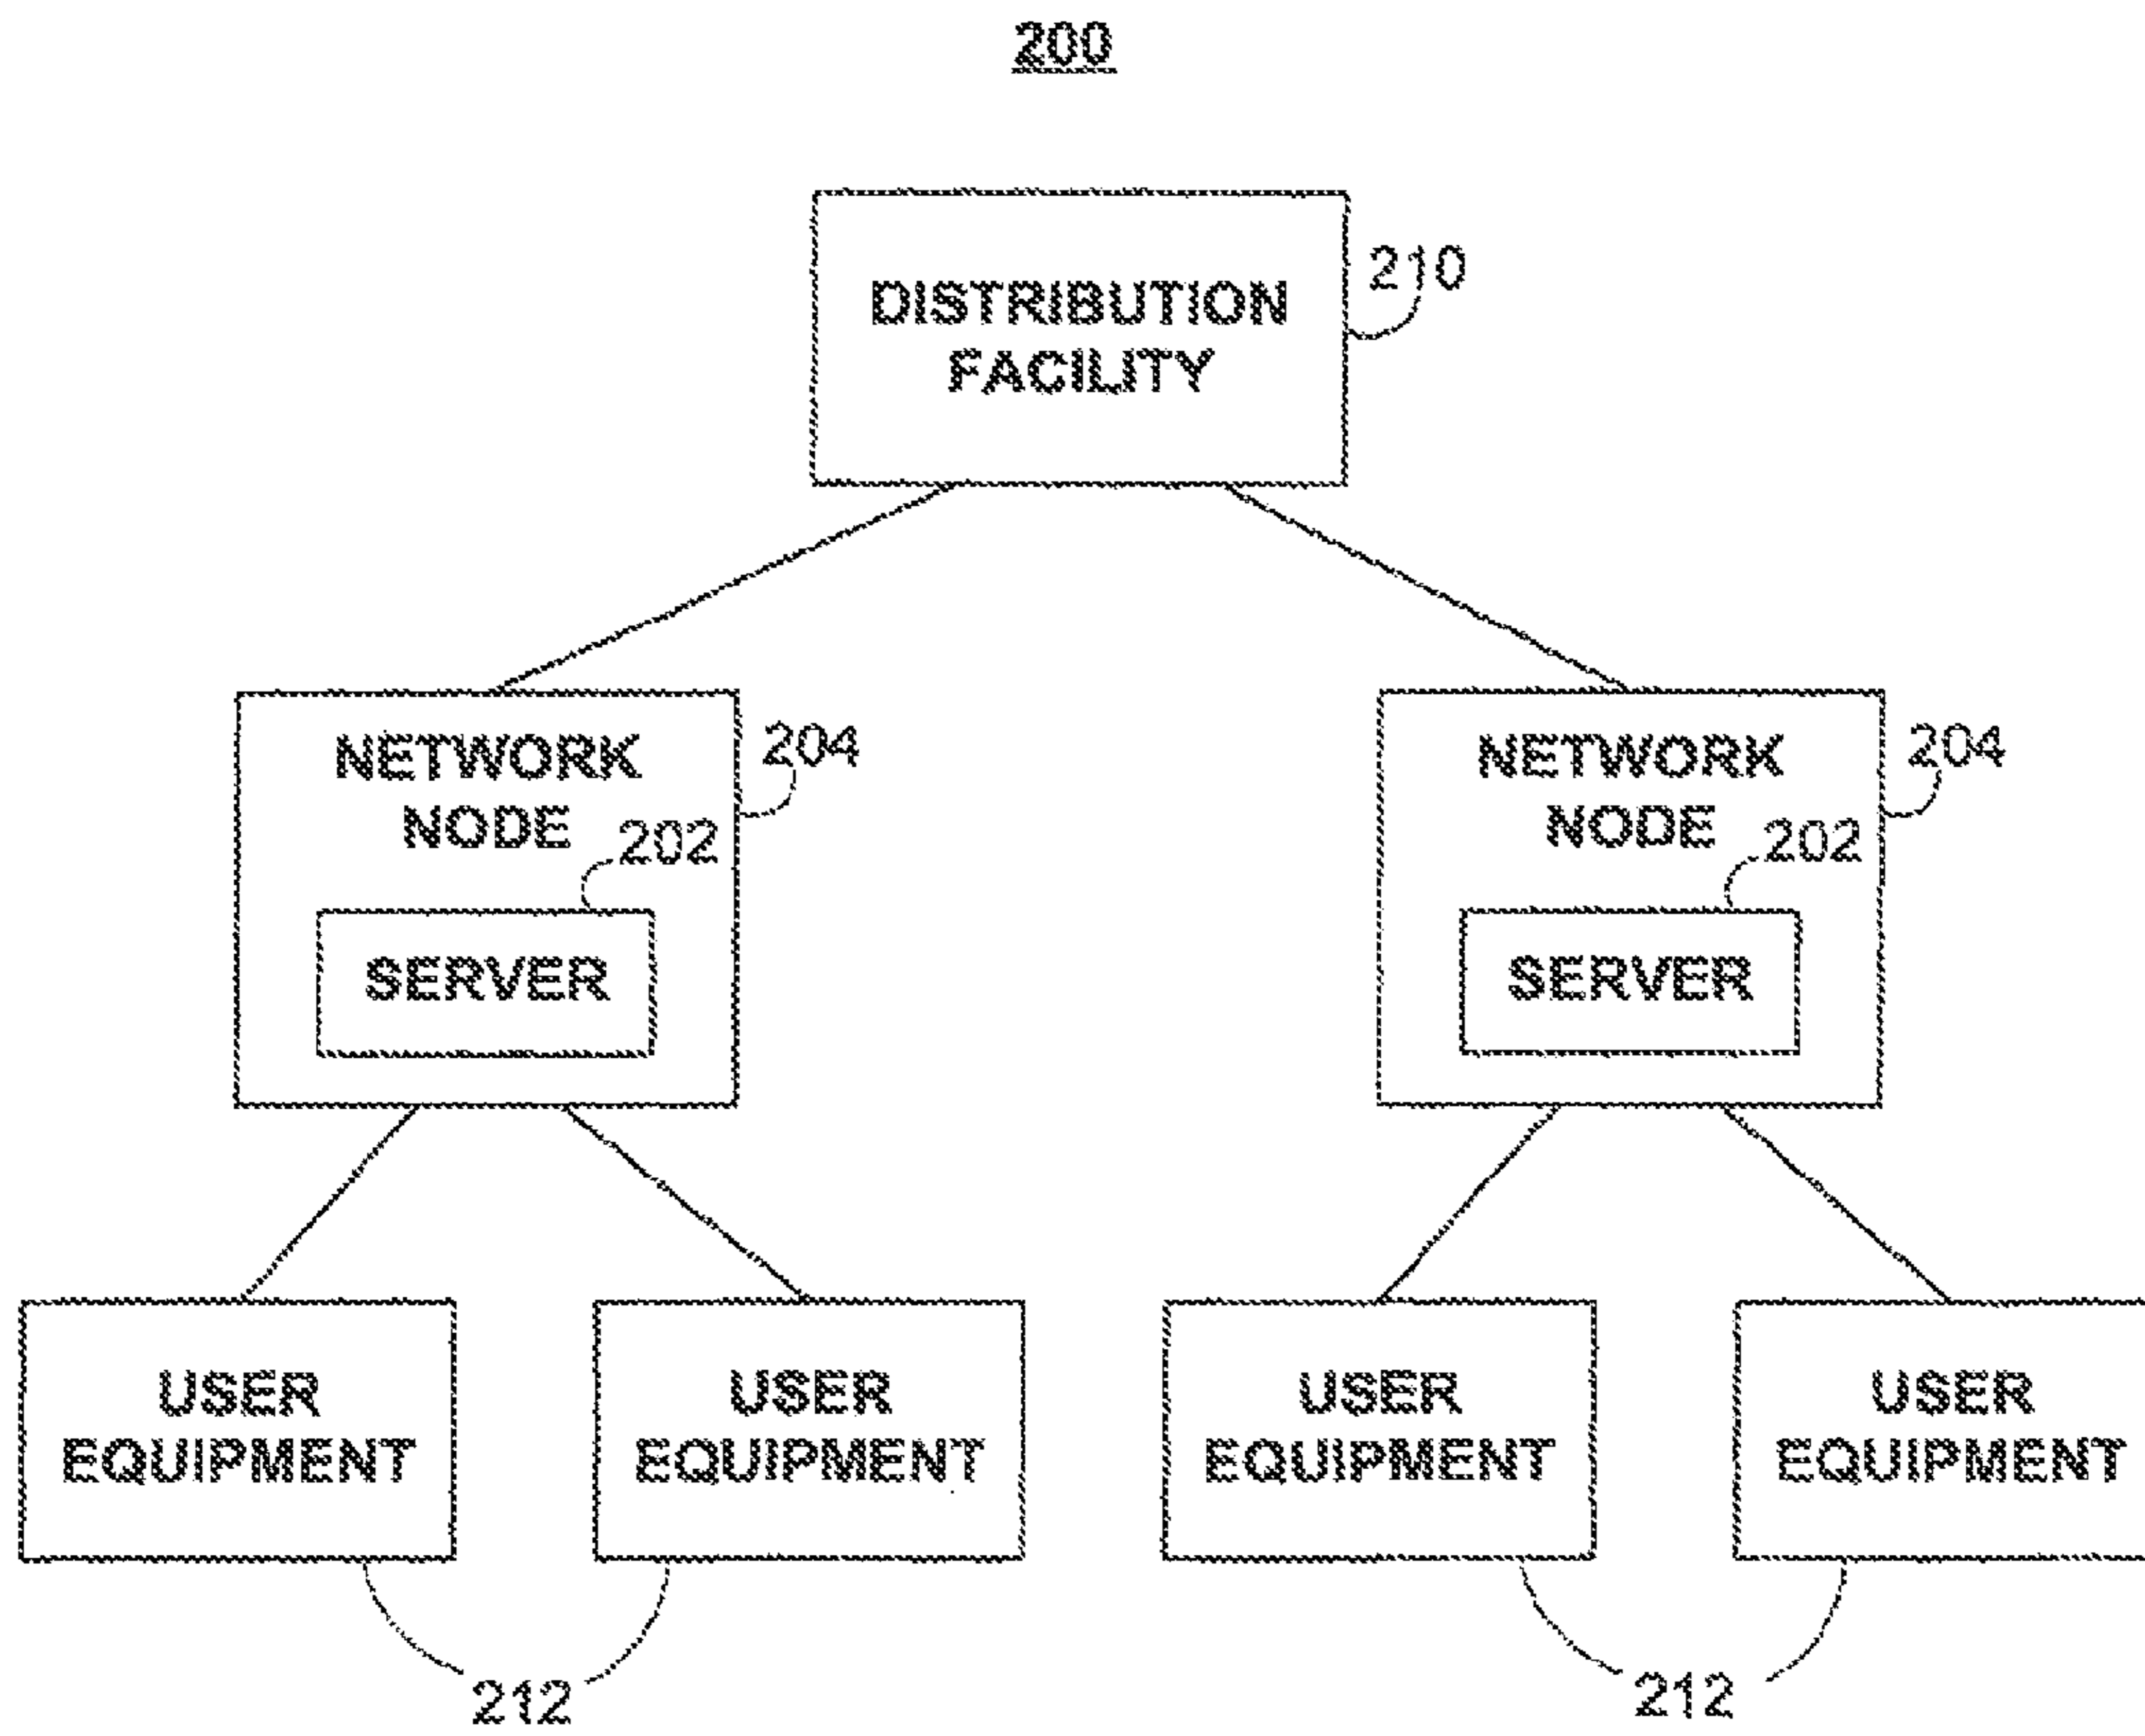 200
DISTRIBUTION
FACILITY
210
NETWORK
NODE
204
202
SERVER
NETWORK
NODE
204
202
SERVER
USER
EQUIPMENT
USER
EQUIPMENT
USER
EQUIPMENT
USER
EQUIPMENT
212
212